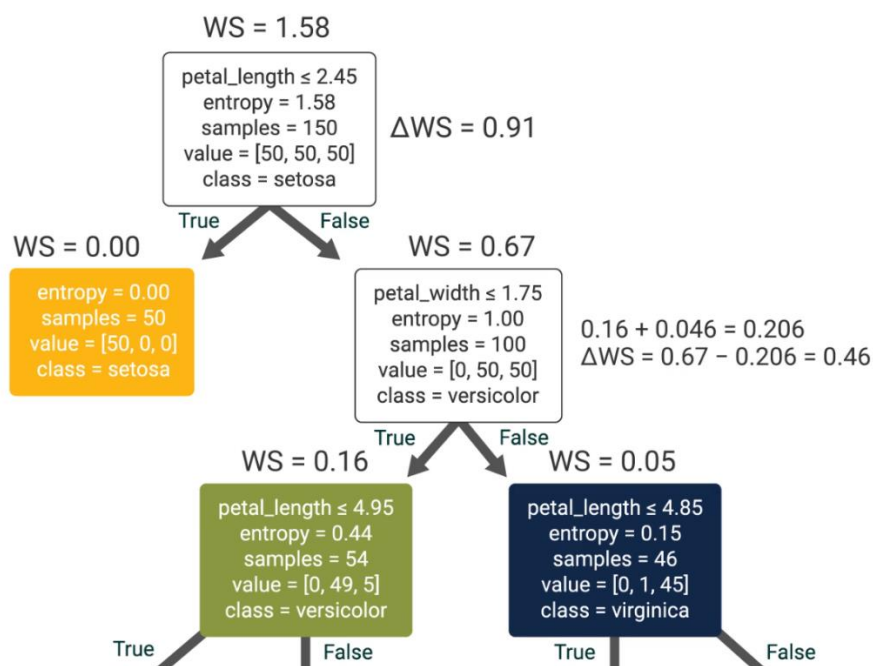 WS = 1.58
petal_length ≤ 2.45
entropy = 1.58
samples = 150
value = [50, 50, 50]
class = setosa
ΔWS = 0.91
True
False
WS = 0.00
entropy = 0.00
samples = 50
value = [50, 0, 0]
class = setosa
WS = 0.67
petal_width ≤ 1.75
entropy = 1.00
samples = 100
value = [0, 50, 50]
class = versicolor
0.16 + 0.046 = 0.206
ΔWS = 0.67 − 0.206 = 0.46
True
False
WS = 0.16
petal_length ≤ 4.95
entropy = 0.44
samples = 54
value = [0, 49, 5]
class = versicolor
WS = 0.05
petal_length ≤ 4.85
entropy = 0.15
samples = 46
value = [0, 1, 45]
class = virginica
True
False
True
False